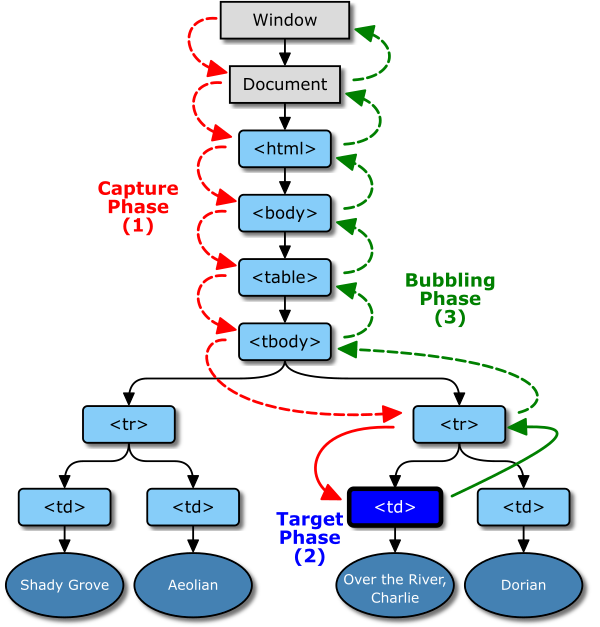 Window
Document
<html>
Capture
Phase
(1)
<body>
<table>
Bubbling
Phase
(3)
<tbody>
<tr>
<tr>
<td>
<td>
<td>
<td>
Target
Phase
(2)
Shady Grove
Aeolian
Over the River,
Charlie
Dorian